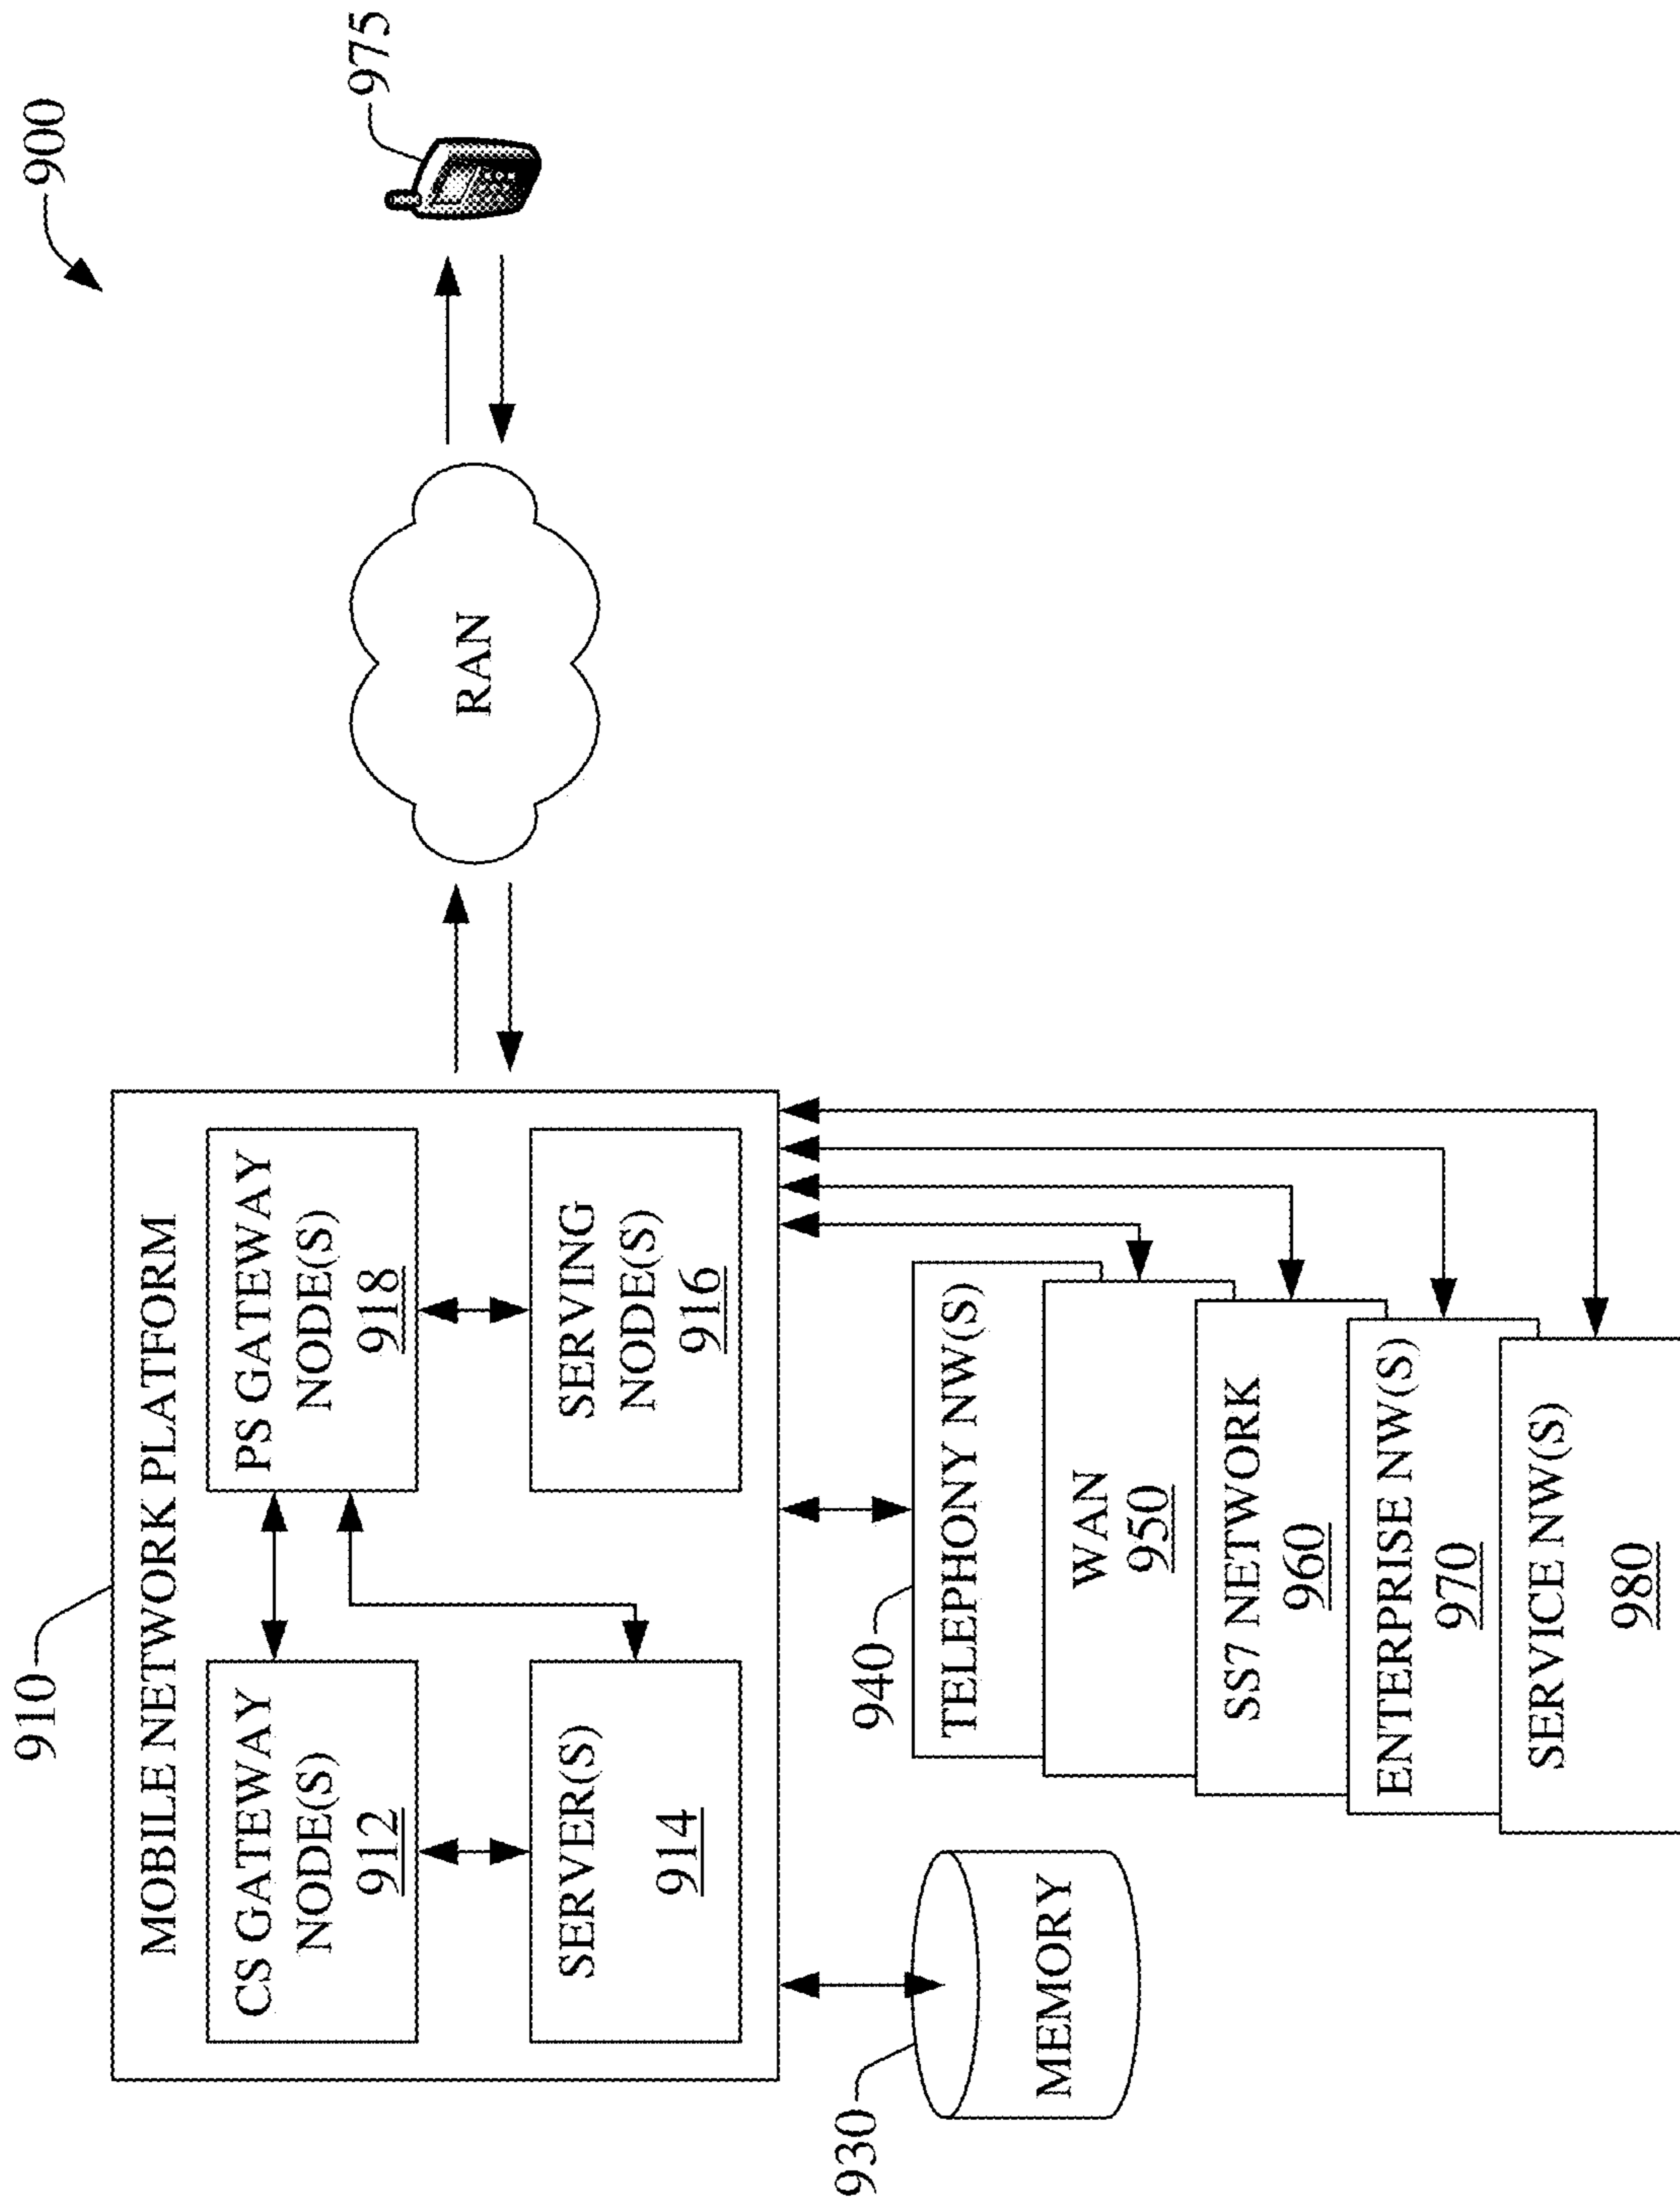 900
910
MOBILE NETWORK PLATFORM
CS GATEWAY
NODE(S)
912
PS GATEWAY
NODE(S)
918
SERVER(S)
914
SERVING
NODE(S)
916
RAN
975
930
MEMORY
940
TELEPHONY NW(S)
WAN
950
SS7 NETWORK
960
ENTERPRISE NW(S)
970
SERVICE NW(S)
980